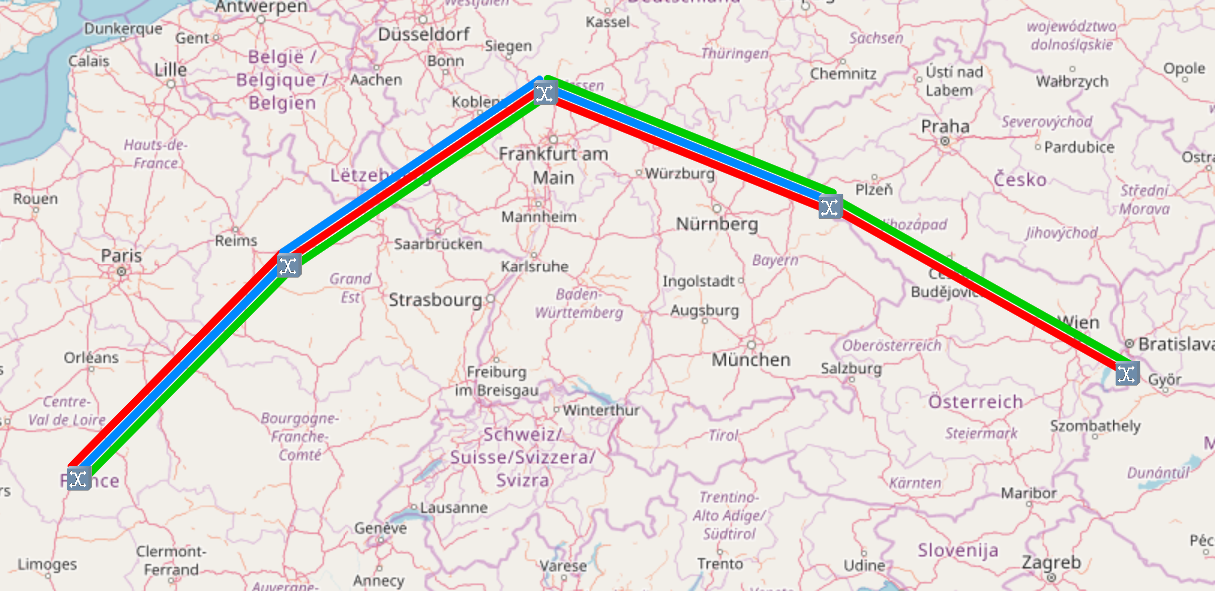 Antwerpen
Westfalen
Deutschland
Kassel
Dunkerque
Gent
Düsseldorf
Siegen
Sachsen
województwo
dolnośląskie
Calais
Lille
België /
Belgique /
Belgien
Aachen
Bonn
Thüringen
Chemnitz
Ústí nad
Labem
Wałbrzych
Opole
Koblenz
Hauts-de-
France
Frankfurt am
Main
Praha
Severovýchod
Pardubice
Lëtzebuerg
Würzburg
Česko
Plzeň
Střední
Morava
Rouen
Mannheim
Nürnberg
Jihozápad
Jihovýchod
Reims
Saarbrücken
Paris
Karlsruhe
Bayern
Grand
Est
Ingolstadt
České
Budějovice
Strasbourg
Baden-
Württemberg
Augsburg
Wien
Bratislava
Orléans
München
Oberösterreich
Salzburg
Freiburg
im Breisgau
Győr
Centre-
Val de Loire
Winterthur
Österreich
Bourgogne-
Franche-
Comté
Schweiz/
Suisse/Svizzera/
Svizra
Tirol
Steiermark
Szombathely
France
Kärnten
Dunántúl
Lausanne
Trentino-
Alto Adige/
Südtirol
Maribor
Genève
Clermont-
Ferrand
Limoges
Annecy
Varese
Trento
Udine
Slovenija
Zagreb